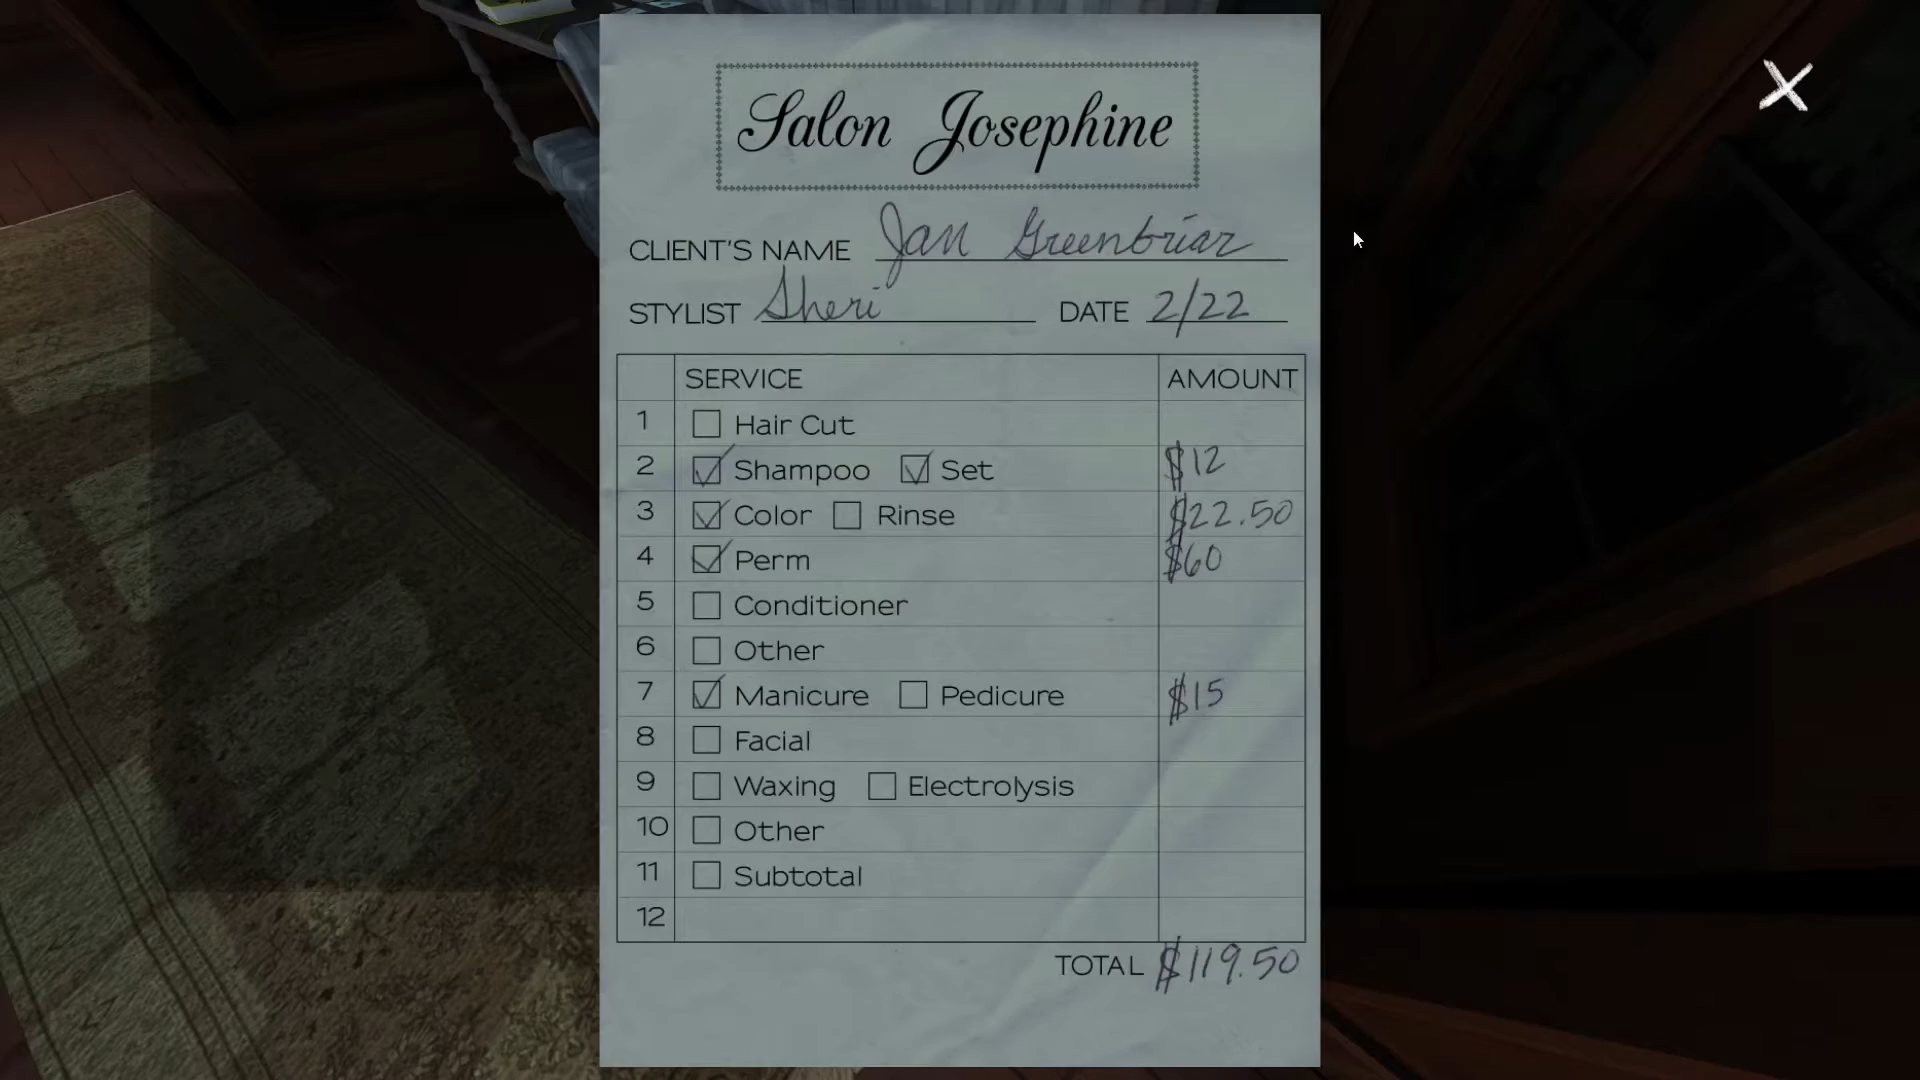 Salon Josephine
CLIENT'S NAME Jan Greenbriar
STYLIST Sheri DATE 2/22
SERVICE AMOUNT
1 Hair Cut
2 Shampoo Set $12
3 Color Rinse $22.50
4 Perm $60
5 Conditioner
6 Other
7 Manicure Pedicure $15
8 Facial
9 Waxing Electrolysis
10 Other
11 Subtotal
12
TOTAL $119.50